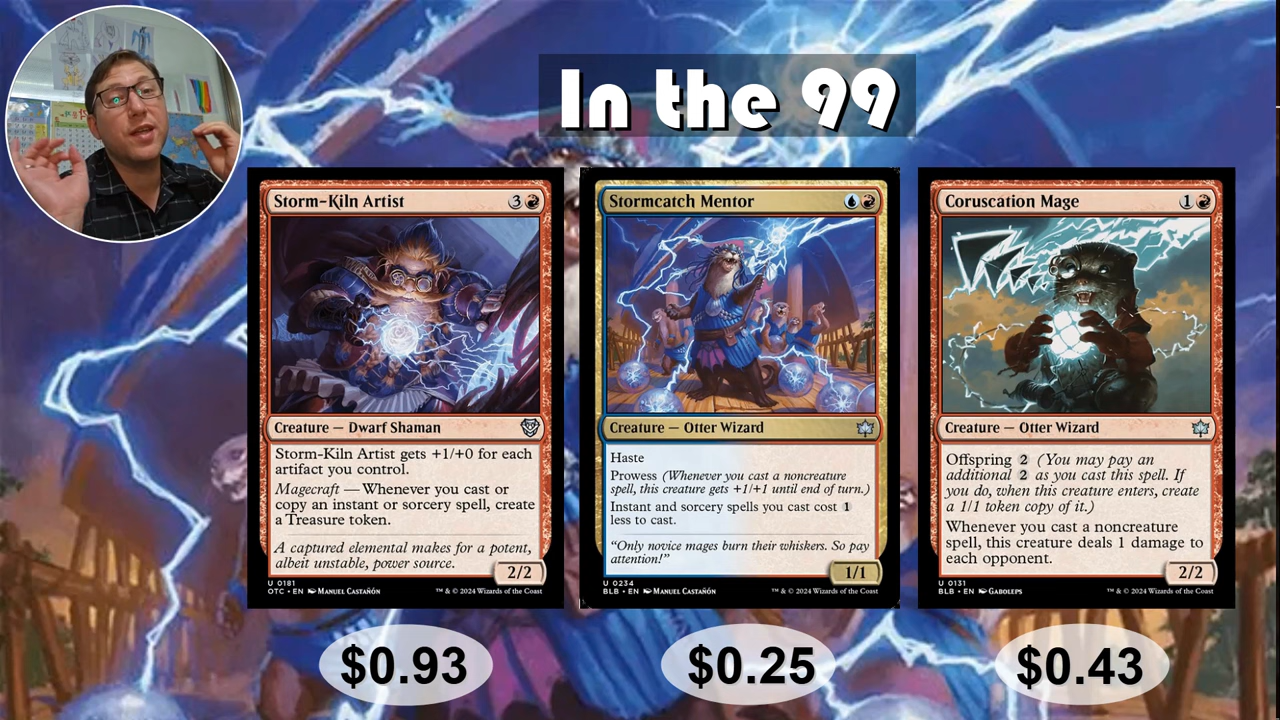 In the 99
Storm-Kiln Artist 3
Creature — Dwarf Shaman
Storm-Kiln Artist gets +1/+0 for each
artifact you control.
Magecraft — Whenever you cast or
copy an instant or sorcery spell, create
a Treasure token.
A captured elemental makes for a potent,
albeit unstable, power source.
2/2
U 0181
OTC • EN Manuel Castañón
™ & © 2024 Wizards of the Coast
$0.93
Stormcatch Mentor
Creature — Otter Wizard
Haste
Prowess (Whenever you cast a noncreature
spell, this creature gets +1/+1 until end of turn.)
Instant and sorcery spells you cast cost 1
less to cast.
“Only novice mages burn their whiskers. So pay
attention!”
1/1
U 0234
BLB • EN Manuel Castañón
™ & © 2024 Wizards of the Coast
$0.25
Coruscation Mage 1
Creature — Otter Wizard
Offspring 2 (You may pay an
additional 2 as you cast this spell. If
you do, when this creature enters, create
a 1/1 token copy of it.)
Whenever you cast a noncreature
spell, this creature deals 1 damage to
each opponent.
2/2
U 0131
BLB • EN Gaboleps
™ & © 2024 Wizards of the Coast
$0.43